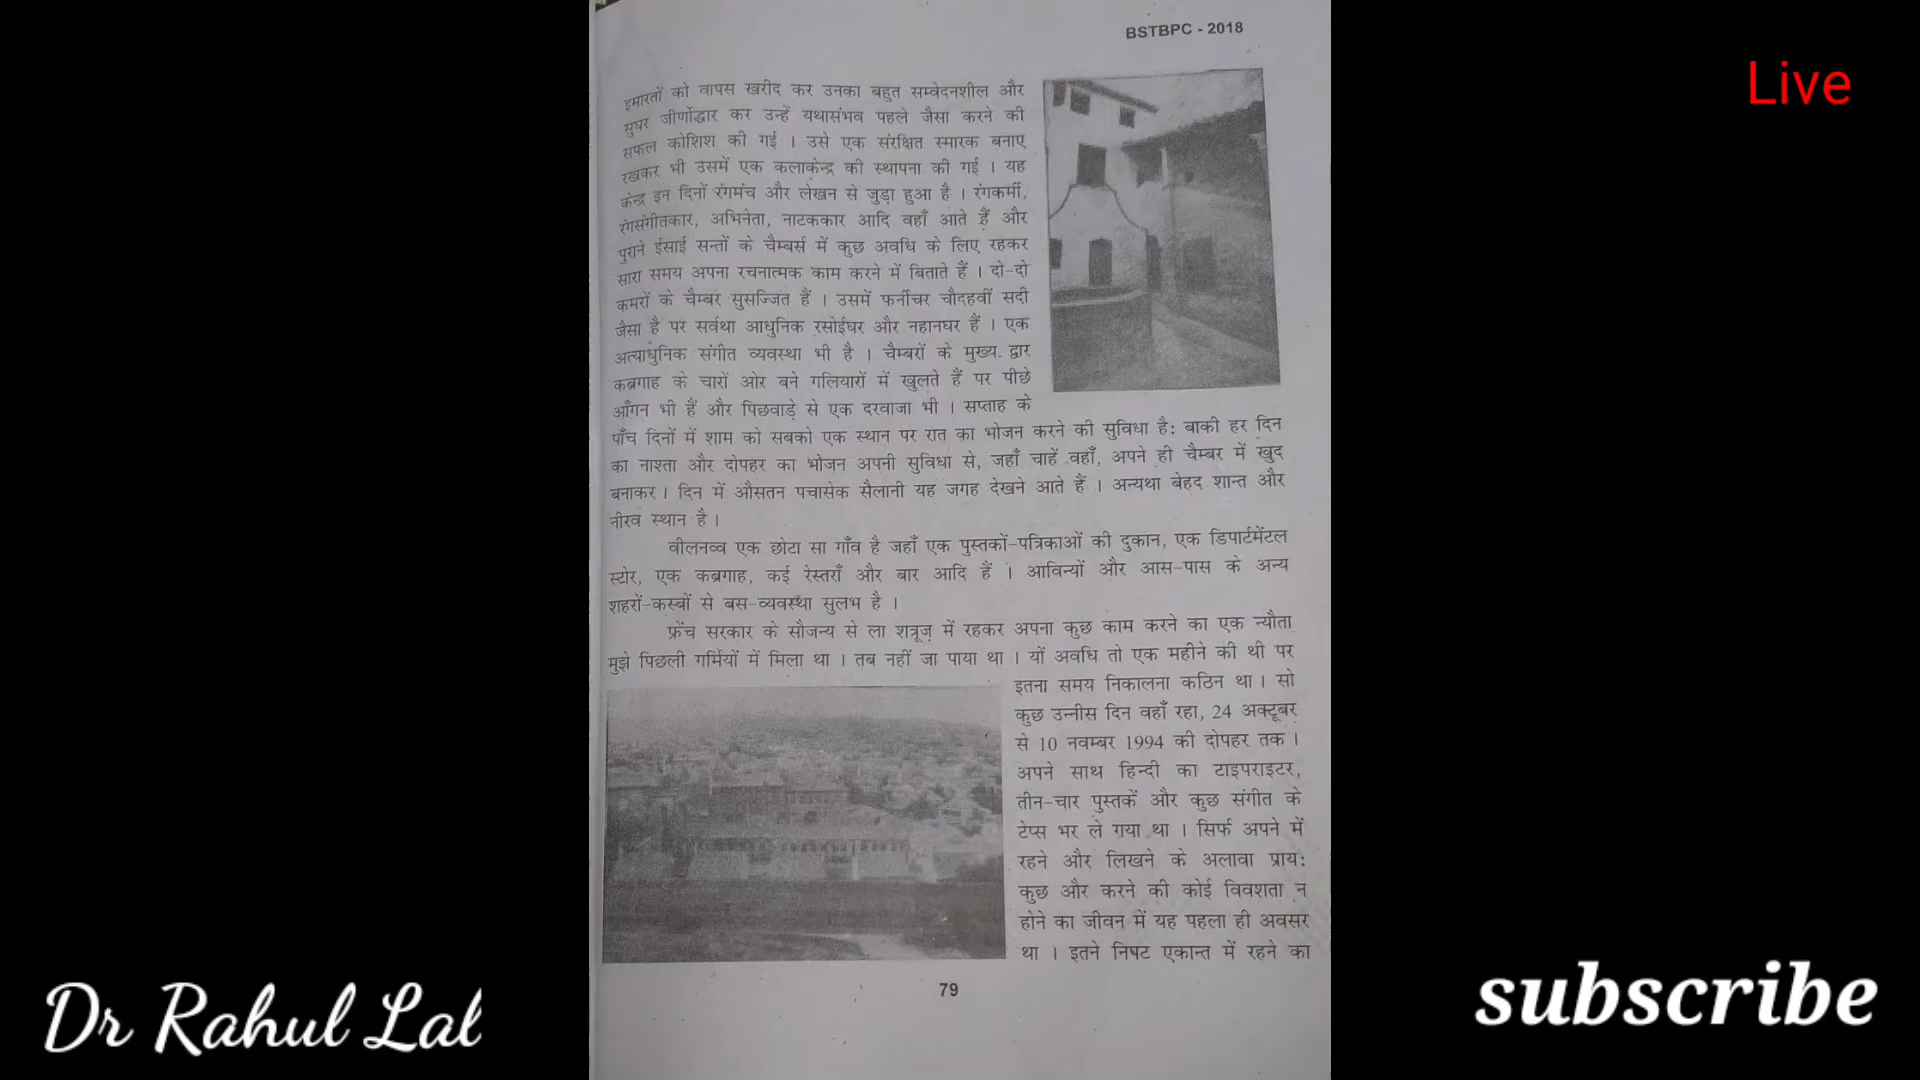 BSTBPC - 2018
Live
इमारतों को वापस खरीद कर उनका बहुत सम्वेदनशील और
सुघर जीर्णोद्धार कर उन्हें यथासंभव पहले जैसा करने की
सफल कोशिश की गई । उसे एक संरक्षित स्मारक बनाए
रखकर भी उसमें एक कलाकेन्द्र की स्थापना की गई । यह
केन्द्र इन दिनों रंगमंच और लेखन से जुड़ा हुआ है । रंगकर्मी,
रंगसंगीतकार, अभिनेता, नाटककार आदि वहाँ आते हैं और
पुराने ईसाई सन्तों के चैम्बर्स में कुछ अवधि के लिए रहकर
सारा समय अपना रचनात्मक काम करने में बिताते हैं । दो-दो
कमरों के चैम्बर सुसज्जित हैं । उसमें फर्नीचर चौदहवीं सदी
जैसा है पर सर्वथा आधुनिक रसोईघर और नहानघर हैं । एक
अत्याधुनिक संगीत व्यवस्था भी है । चैम्बरों के मुख्य द्वार
कब्रगाह के चारों ओर बने गलियारों में खुलते हैं पर पीछे
आँगन भी हैं और पिछवाड़े से एक दरवाजा भी । सप्ताह के
पाँच दिनों में शाम को सबको एक स्थान पर रात का भोजन करने की सुविधा है: बाकी हर दिन
का नाश्ता और दोपहर का भोजन अपनी सुविधा से, जहाँ चाहें वहाँ, अपने ही चैम्बर में खुद
बनाकर । दिन में औसतन पचासेक सैलानी यह जगह देखने आते हैं । अन्यथा बेहद शान्त और
नीरव स्थान है ।
वीलनव्व एक छोटा सा गाँव है जहाँ एक पुस्तकों-पत्रिकाओं की दुकान, एक डिपार्टमेंटल
स्टोर, एक कब्रगाह, कई रेस्तराँ और बार आदि हैं । आविन्यों और आस-पास के अन्य
शहरों-कस्बों से बस-व्यवस्था सुलभ है ।
फ्रेंच सरकार के सौजन्य से ला शत्रूज़ में रहकर अपना कुछ काम करने का एक न्यौता
मुझे पिछली गर्मियों में मिला था । तब नहीं जा पाया था । यों अवधि तो एक महीने की थी पर
इतना समय निकालना कठिन था । सो
कुछ उन्नीस दिन वहाँ रहा, 24 अक्टूबर
से 10 नवम्बर 1994 की दोपहर तक ।
अपने साथ हिन्दी का टाइपराइटर,
तीन-चार पुस्तकें और कुछ संगीत के
टेप्स भर ले गया था । सिर्फ अपने में
रहने और लिखने के अलावा प्राय:
कुछ और करने की कोई विवशता न
होने का जीवन में यह पहला ही अवसर
था । इतने निपट एकान्त में रहने का
79
Dr Rahul Lal
subscribe